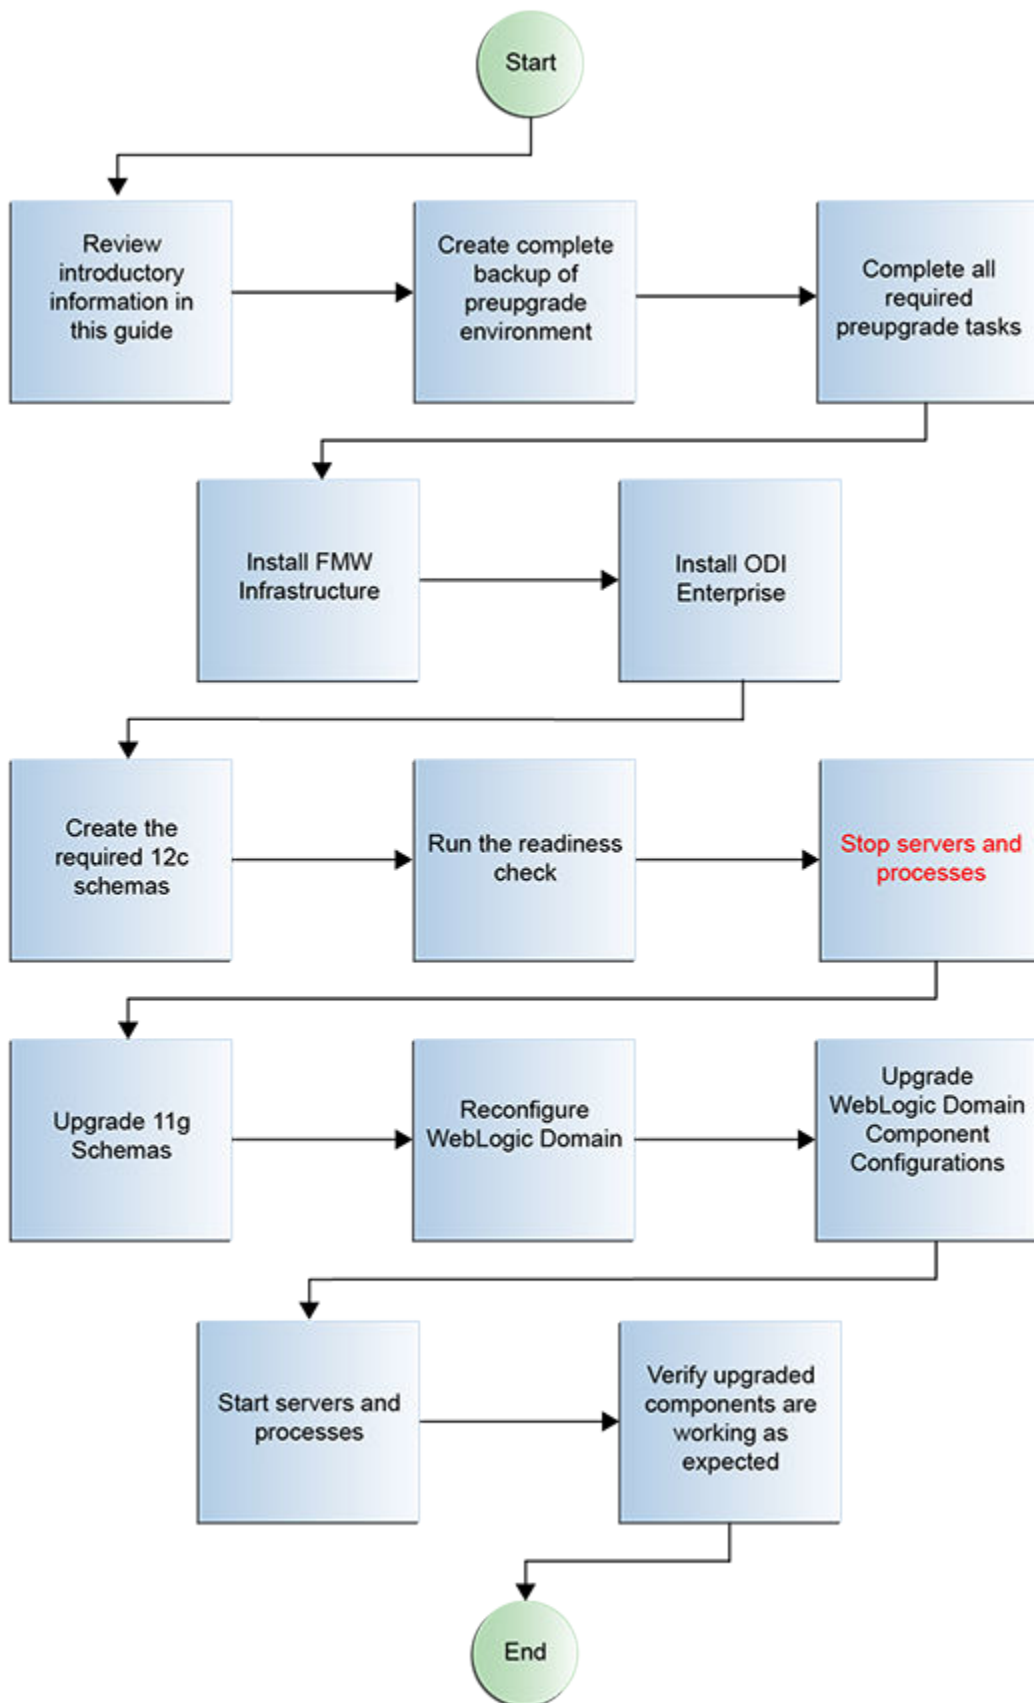 Start
Review
introductory
information in
this guide
Create complete
backup of
preupgrade
environment
Complete all
required
preupgrade tasks
Install FMW
Infrastructure
Install ODI
Enterprise
Create the
required 12c
schemas
Run the readiness
check
Stop servers and
processes
Upgrade 11g
Schemas
Reconfigure
WebLogic Domain
Upgrade
WebLogic Domain
Component
Configurations
Start servers and
processes
Verify upgraded
components are
working as
expected
End